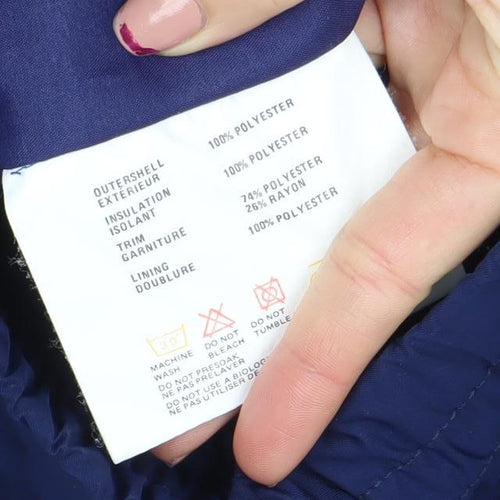 OUTERSHELL 100% POLYESTER
EXTÉRIEUR
INSULATION 100% POLYESTER
ISOLANT
TRIM 74% POLYESTER
GARNITURE 26% RAYON
LINING 100% POLYESTER
DOUBLURE
30°
MACHINE WASH
DO NOT BLEACH
DO NOT TUMBLE
DO NOT PRESOAK
NE PAS PRELAVER
DO NOT USE A BIOLOG
NE PAS UTILISER DE